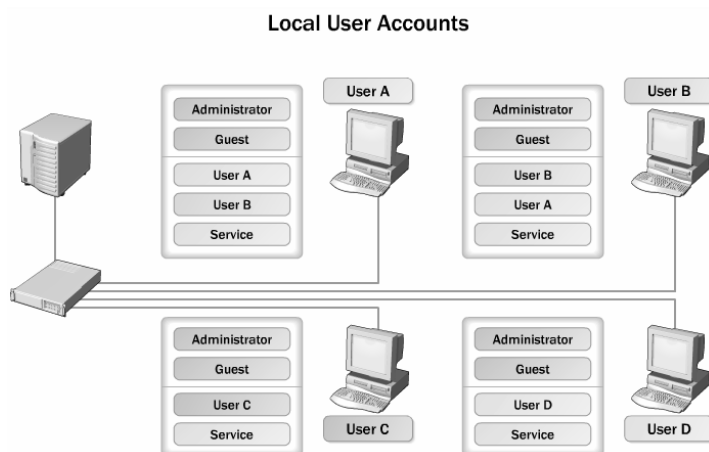 Local User Accounts
Administrator
Guest
User A
User B
Service
User A
Administrator
Guest
User B
User A
Service
User B
Administrator
Guest
User C
Service
User C
Administrator
Guest
User D
Service
User D